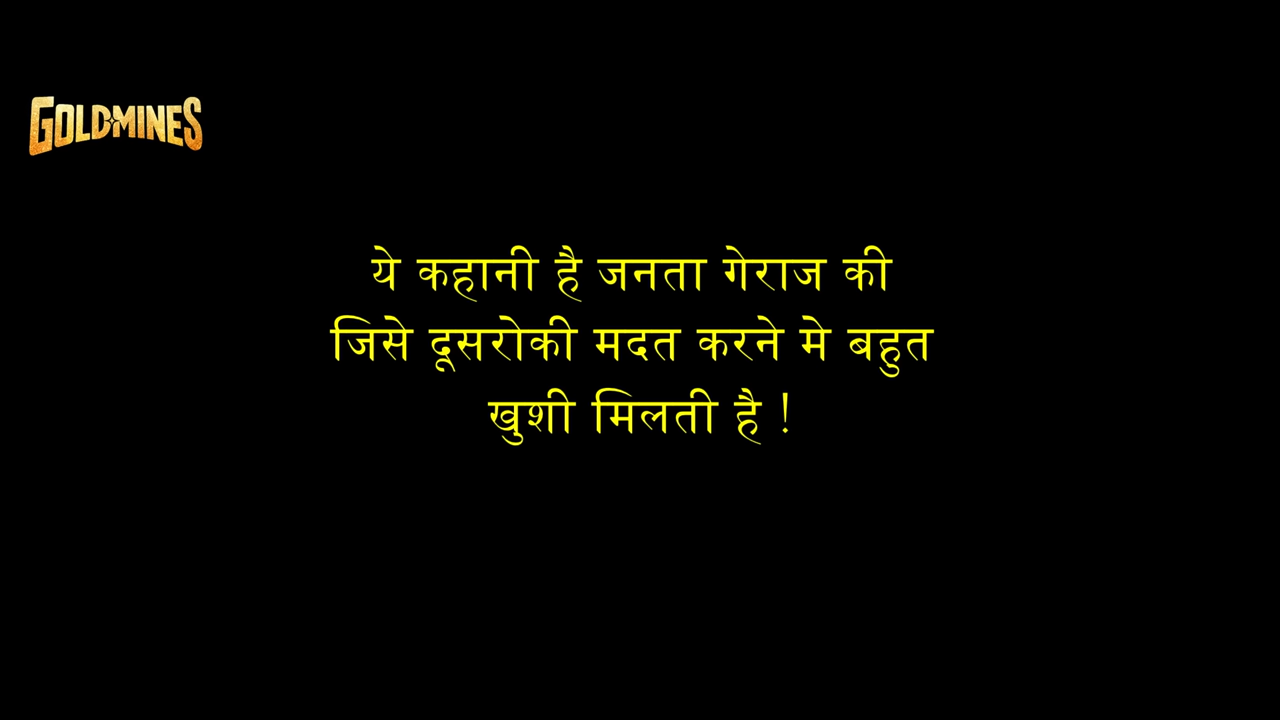 GOLDMINES
ये कहानी है जनता गेराज की
जिसे दूसरोकी मदत करने मे बहुत
खुशी मिलती है !